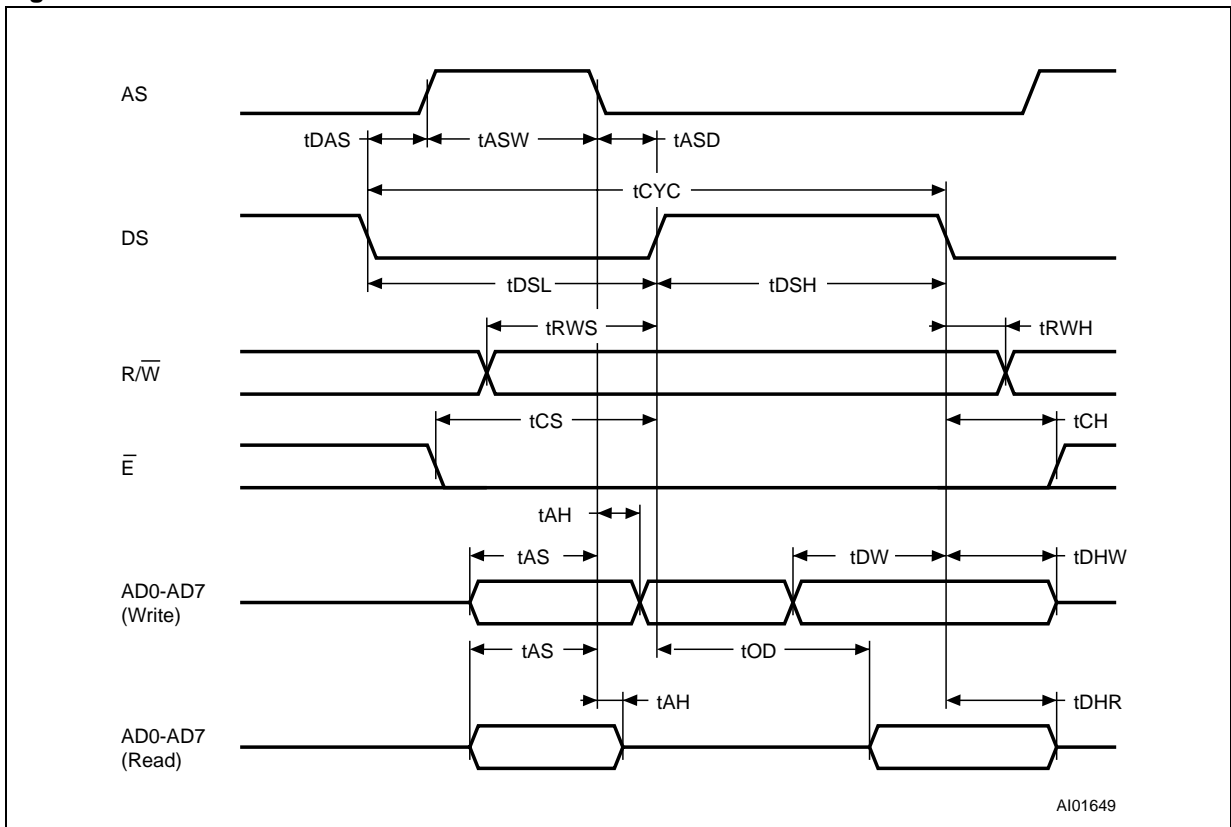 AS
tDAS
tASW
tASD
tCYC
DS
tDSL
tDSH
tRWS
tRWH
R/W̅
tCS
tCH
E̅
tAH
tAS
tDW
tDHW
AD0-AD7
(Write)
tAS
tOD
tAH
tDHR
AD0-AD7
(Read)
AI01649